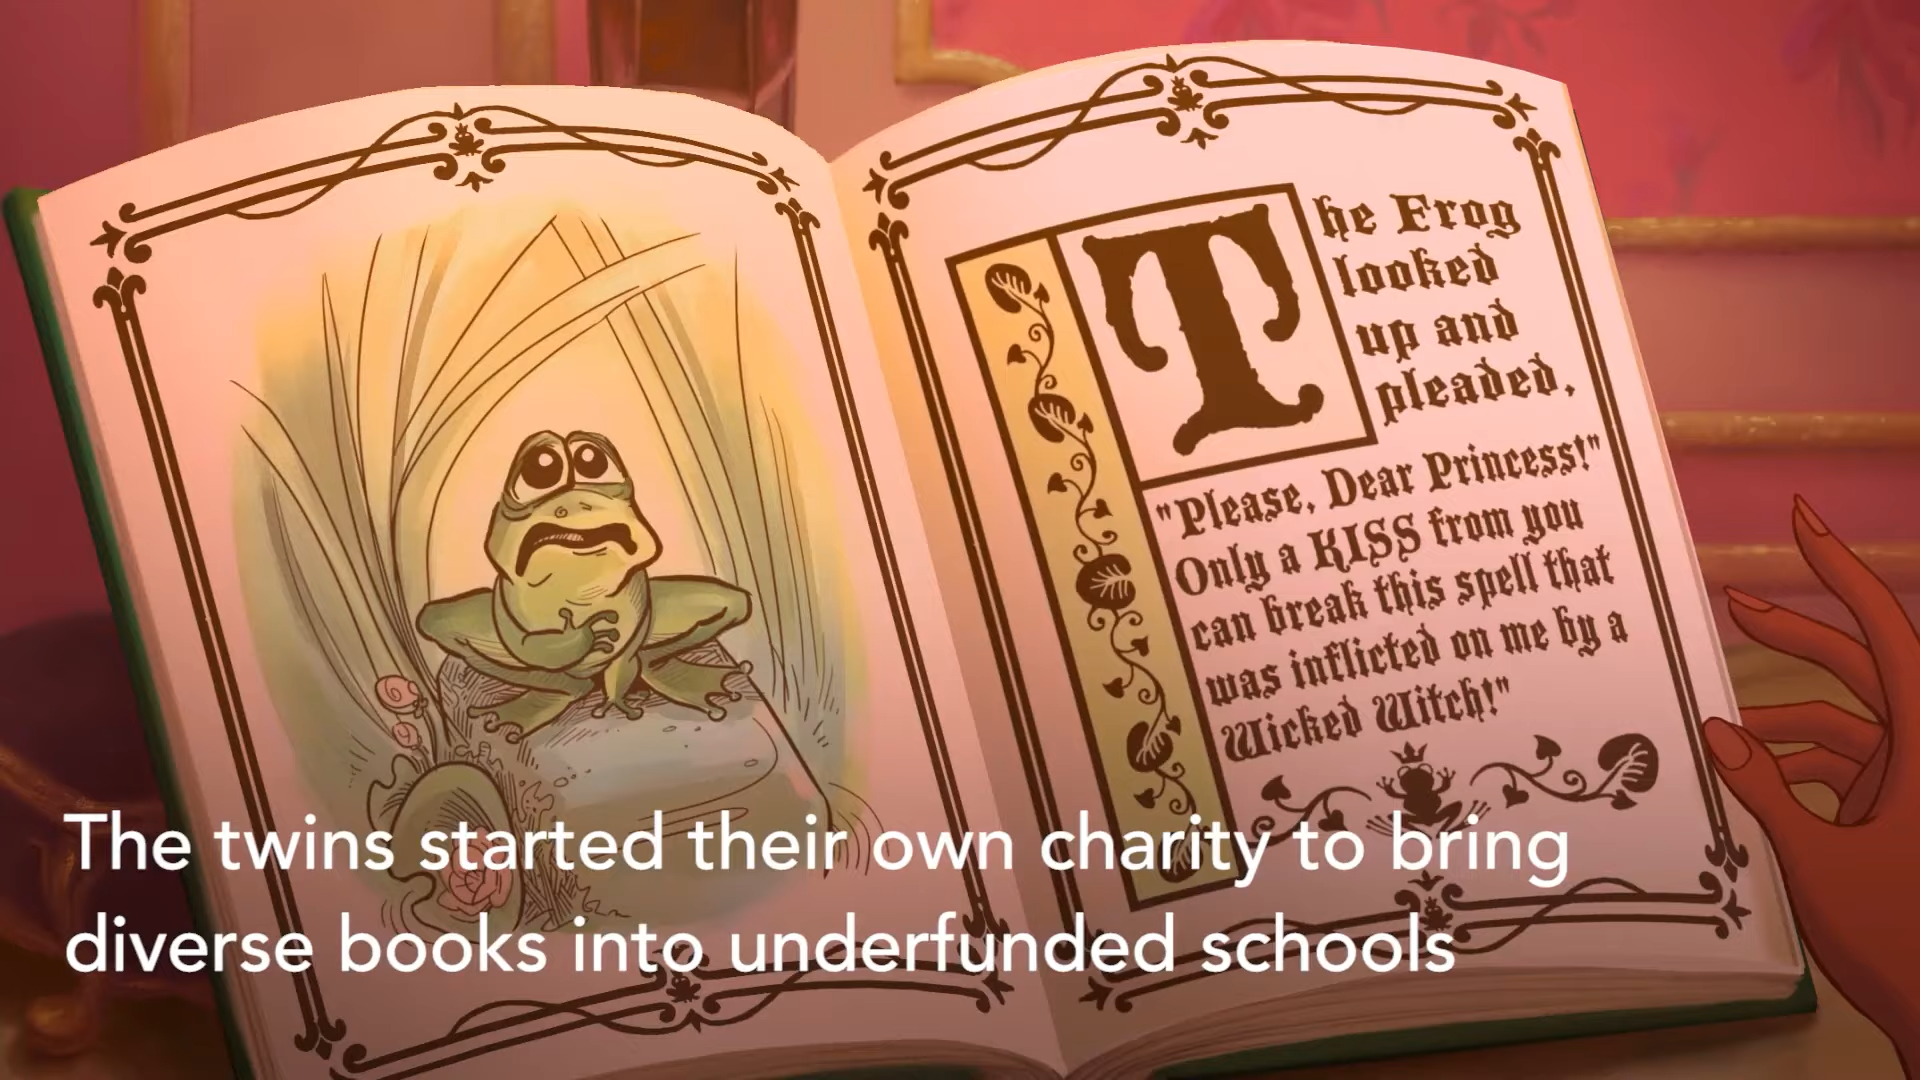 The Frog
looked
up and
pleaded,
"Please, Dear Princess!"
Only a KISS from you
can break this spell that
was inflicted on me by a
Wicked Witch!"
The twins started their own charity to bring
diverse books into underfunded schools